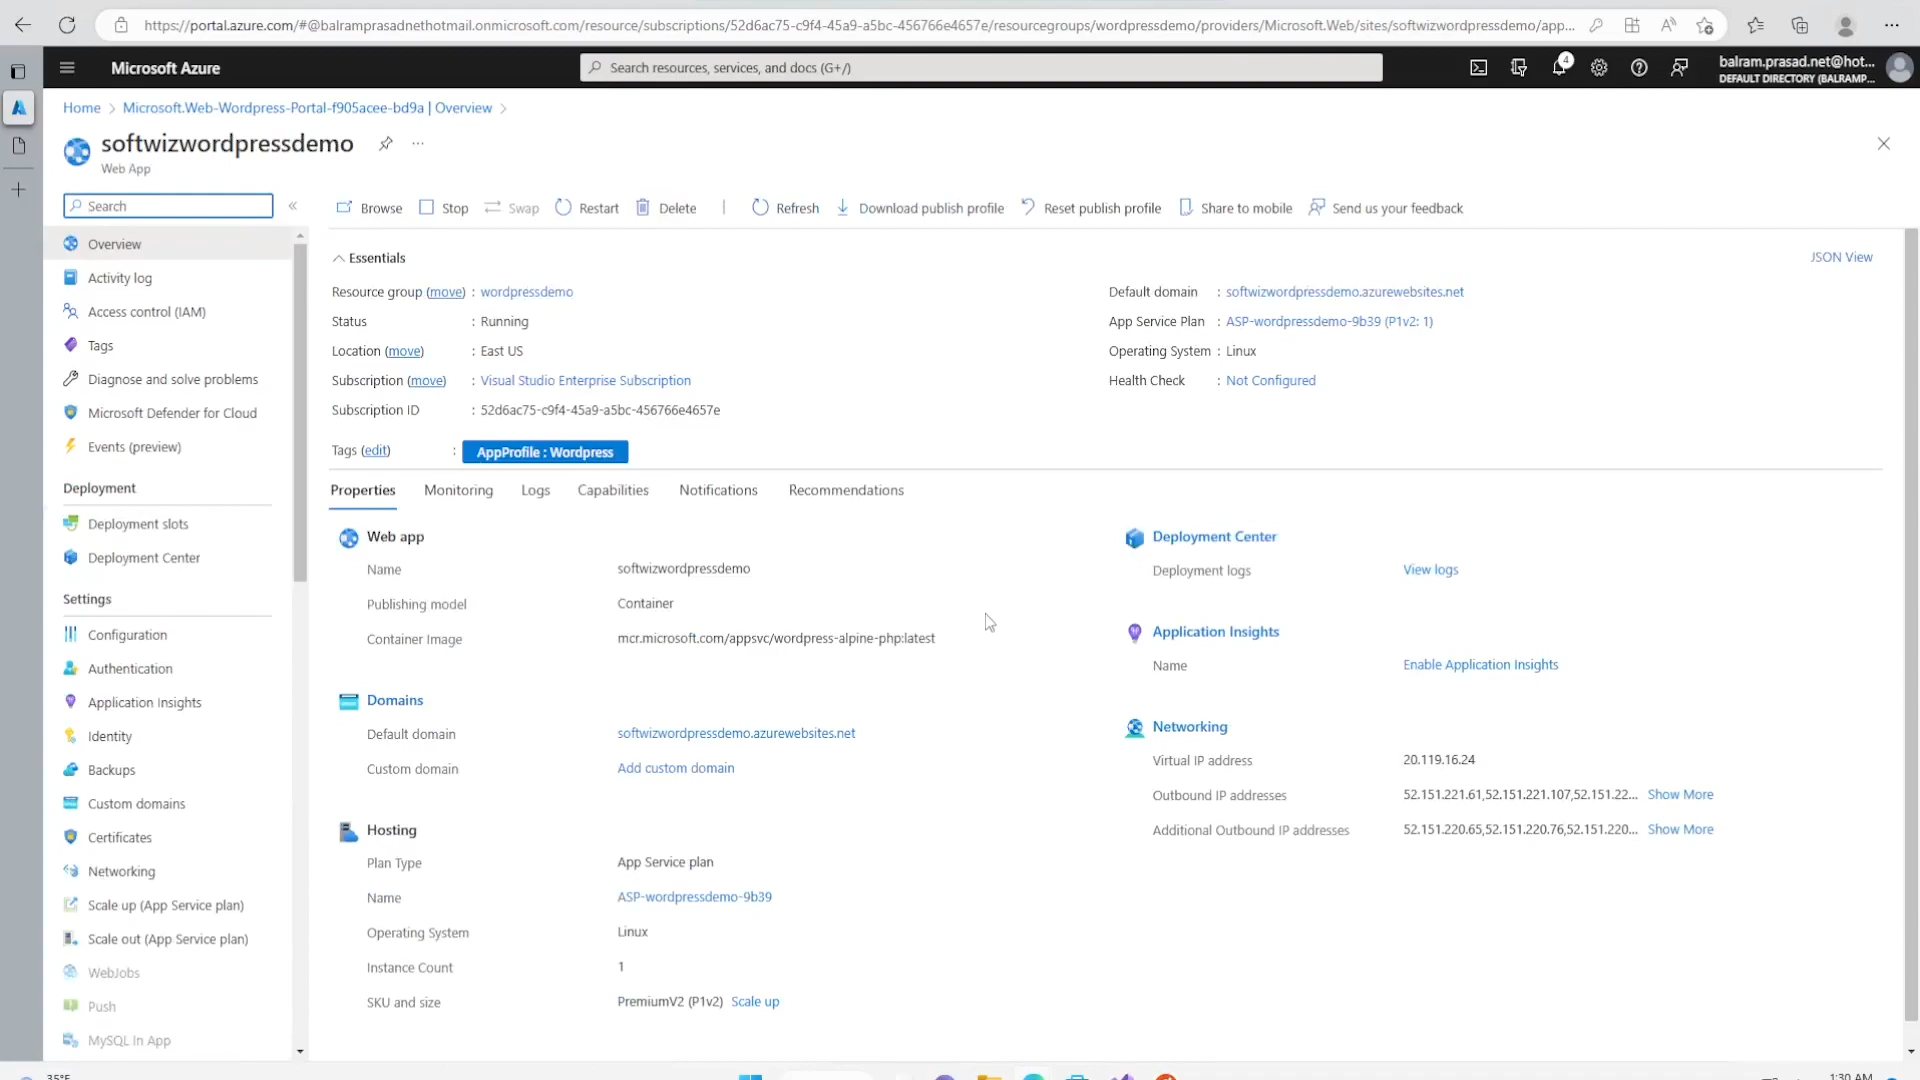 https://portal.azure.com/#@balramprasadnethotmail.onmicrosoft.com/resource/subscriptions/52d6ac75-c9f4-45a9-a5bc-456766e4657e/resourcegroups/wordpressdemo/providers/Microsoft.Web/sites/softwizwordpressdemo/app...
Microsoft Azure
Search resources, services, and docs (G+/)
4
balram.prasad.net@hot...
DEFAULT DIRECTORY (BALRAMP...
Home > Microsoft.Web-Wordpress-Portal-f905acee-bd9a | Overview >
softwizwordpressdemo
Web App
Search
Browse
Stop
Swap
Restart
Delete
Refresh
Download publish profile
Reset publish profile
Share to mobile
Send us your feedback
Overview
Activity log
Access control (IAM)
Tags
Diagnose and solve problems
Microsoft Defender for Cloud
Events (preview)
Deployment
Deployment slots
Deployment Center
Settings
Configuration
Authentication
Application Insights
Identity
Backups
Custom domains
Certificates
Networking
Scale up (App Service plan)
Scale out (App Service plan)
WebJobs
Push
MySQL In App
Essentials
JSON View
Resource group (move) : wordpressdemo
Status : Running
Location (move) : East US
Subscription (move) : Visual Studio Enterprise Subscription
Subscription ID : 52d6ac75-c9f4-45a9-a5bc-456766e4657e
Default domain : softwizwordpressdemo.azurewebsites.net
App Service Plan : ASP-wordpressdemo-9b39 (P1v2: 1)
Operating System : Linux
Health Check : Not Configured
Tags (edit) : AppProfile : Wordpress
Properties
Monitoring
Logs
Capabilities
Notifications
Recommendations
Web app
Name softwizwordpressdemo
Publishing model Container
Container Image mcr.microsoft.com/appsvc/wordpress-alpine-php:latest
Domains
Default domain softwizwordpressdemo.azurewebsites.net
Custom domain Add custom domain
Hosting
Plan Type App Service plan
Name ASP-wordpressdemo-9b39
Operating System Linux
Instance Count 1
SKU and size PremiumV2 (P1v2) Scale up
Deployment Center
Deployment logs View logs
Application Insights
Name Enable Application Insights
Networking
Virtual IP address 20.119.16.24
Outbound IP addresses 52.151.221.61,52.151.221.107,52.151.22... Show More
Additional Outbound IP addresses 52.151.220.65,52.151.220.76,52.151.220... Show More
35°F
1:30 AM